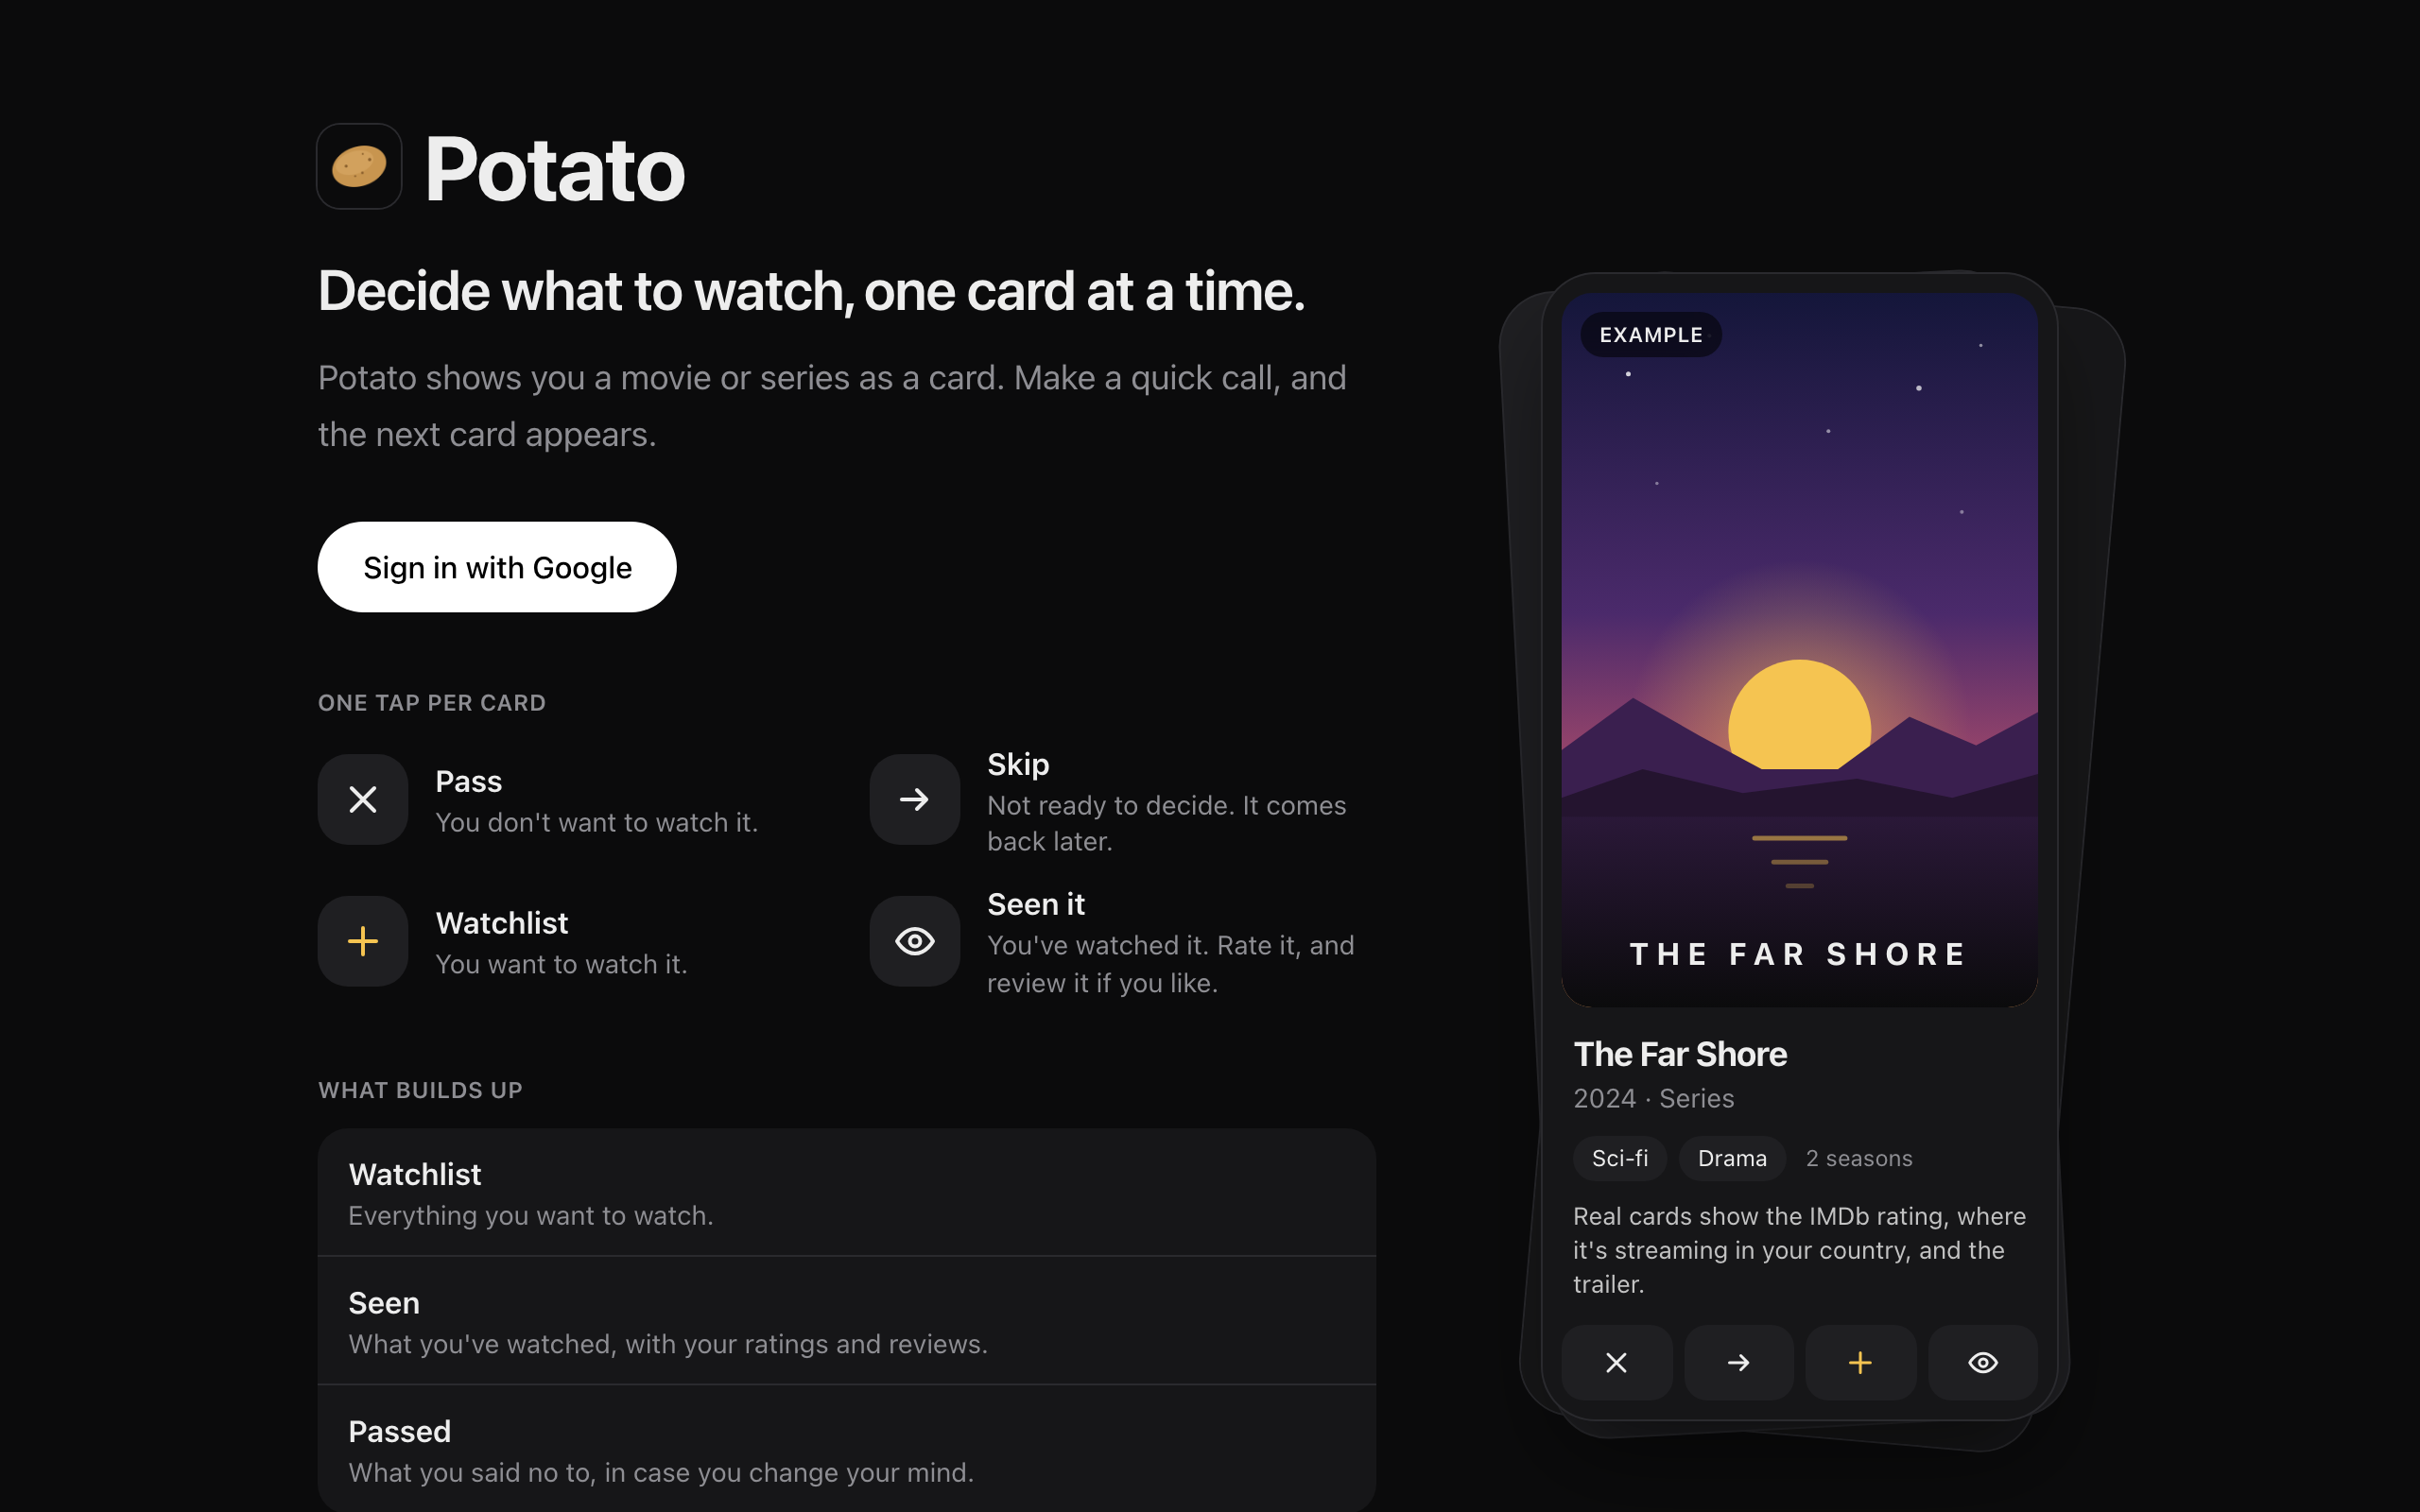 Potato
Decide what to watch, one card at a time.
Potato shows you a movie or series as a card. Make a quick call, and
the next card appears.
Sign in with Google
ONE TAP PER CARD
Pass
You don't want to watch it.
Skip
Not ready to decide. It comes
back later.
Watchlist
You want to watch it.
Seen it
You've watched it. Rate it, and
review it if you like.
WHAT BUILDS UP
Watchlist
Everything you want to watch.
Seen
What you've watched, with your ratings and reviews.
Passed
What you said no to, in case you change your mind.
EXAMPLE
THE FAR SHORE
The Far Shore
2024 · Series
Sci-fi Drama 2 seasons
Real cards show the IMDb rating, where
it's streaming in your country, and the
trailer.